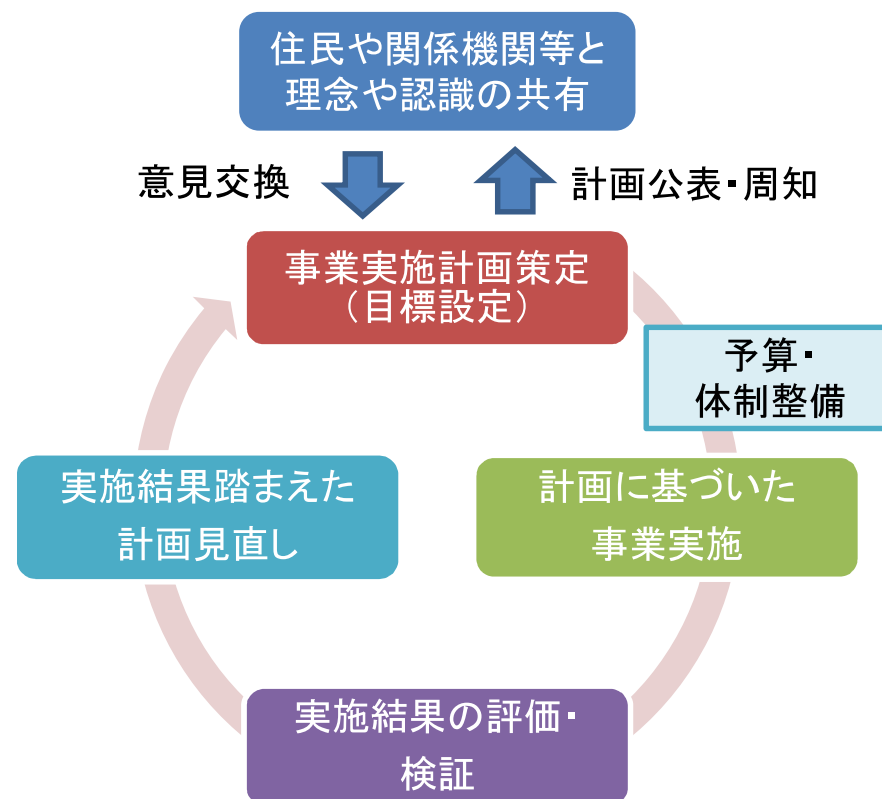 住民や関係機関等と
理念や認識の共有
意見交換
計画公表・周知
事業実施計画策定
（目標設定）
予算・
体制整備
実施結果踏まえた
計画見直し
計画に基づいた
事業実施
実施結果の評価・
検証